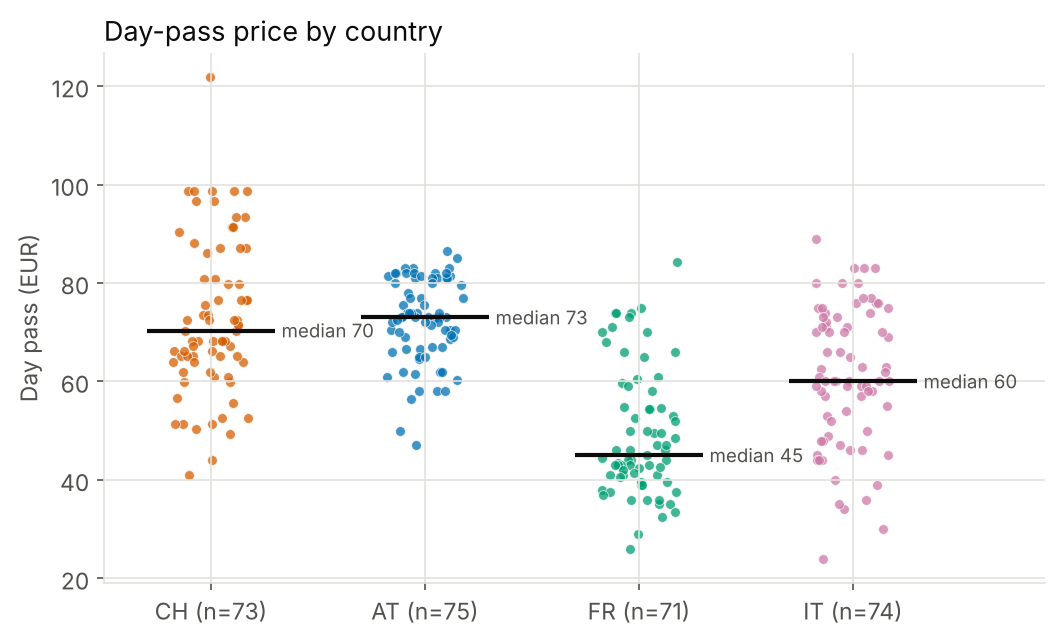 Day-pass price by country
Day pass (EUR)
120
100
80
60
40
20
median 70
median 73
median 45
median 60
CH (n=73)
AT (n=75)
FR (n=71)
IT (n=74)